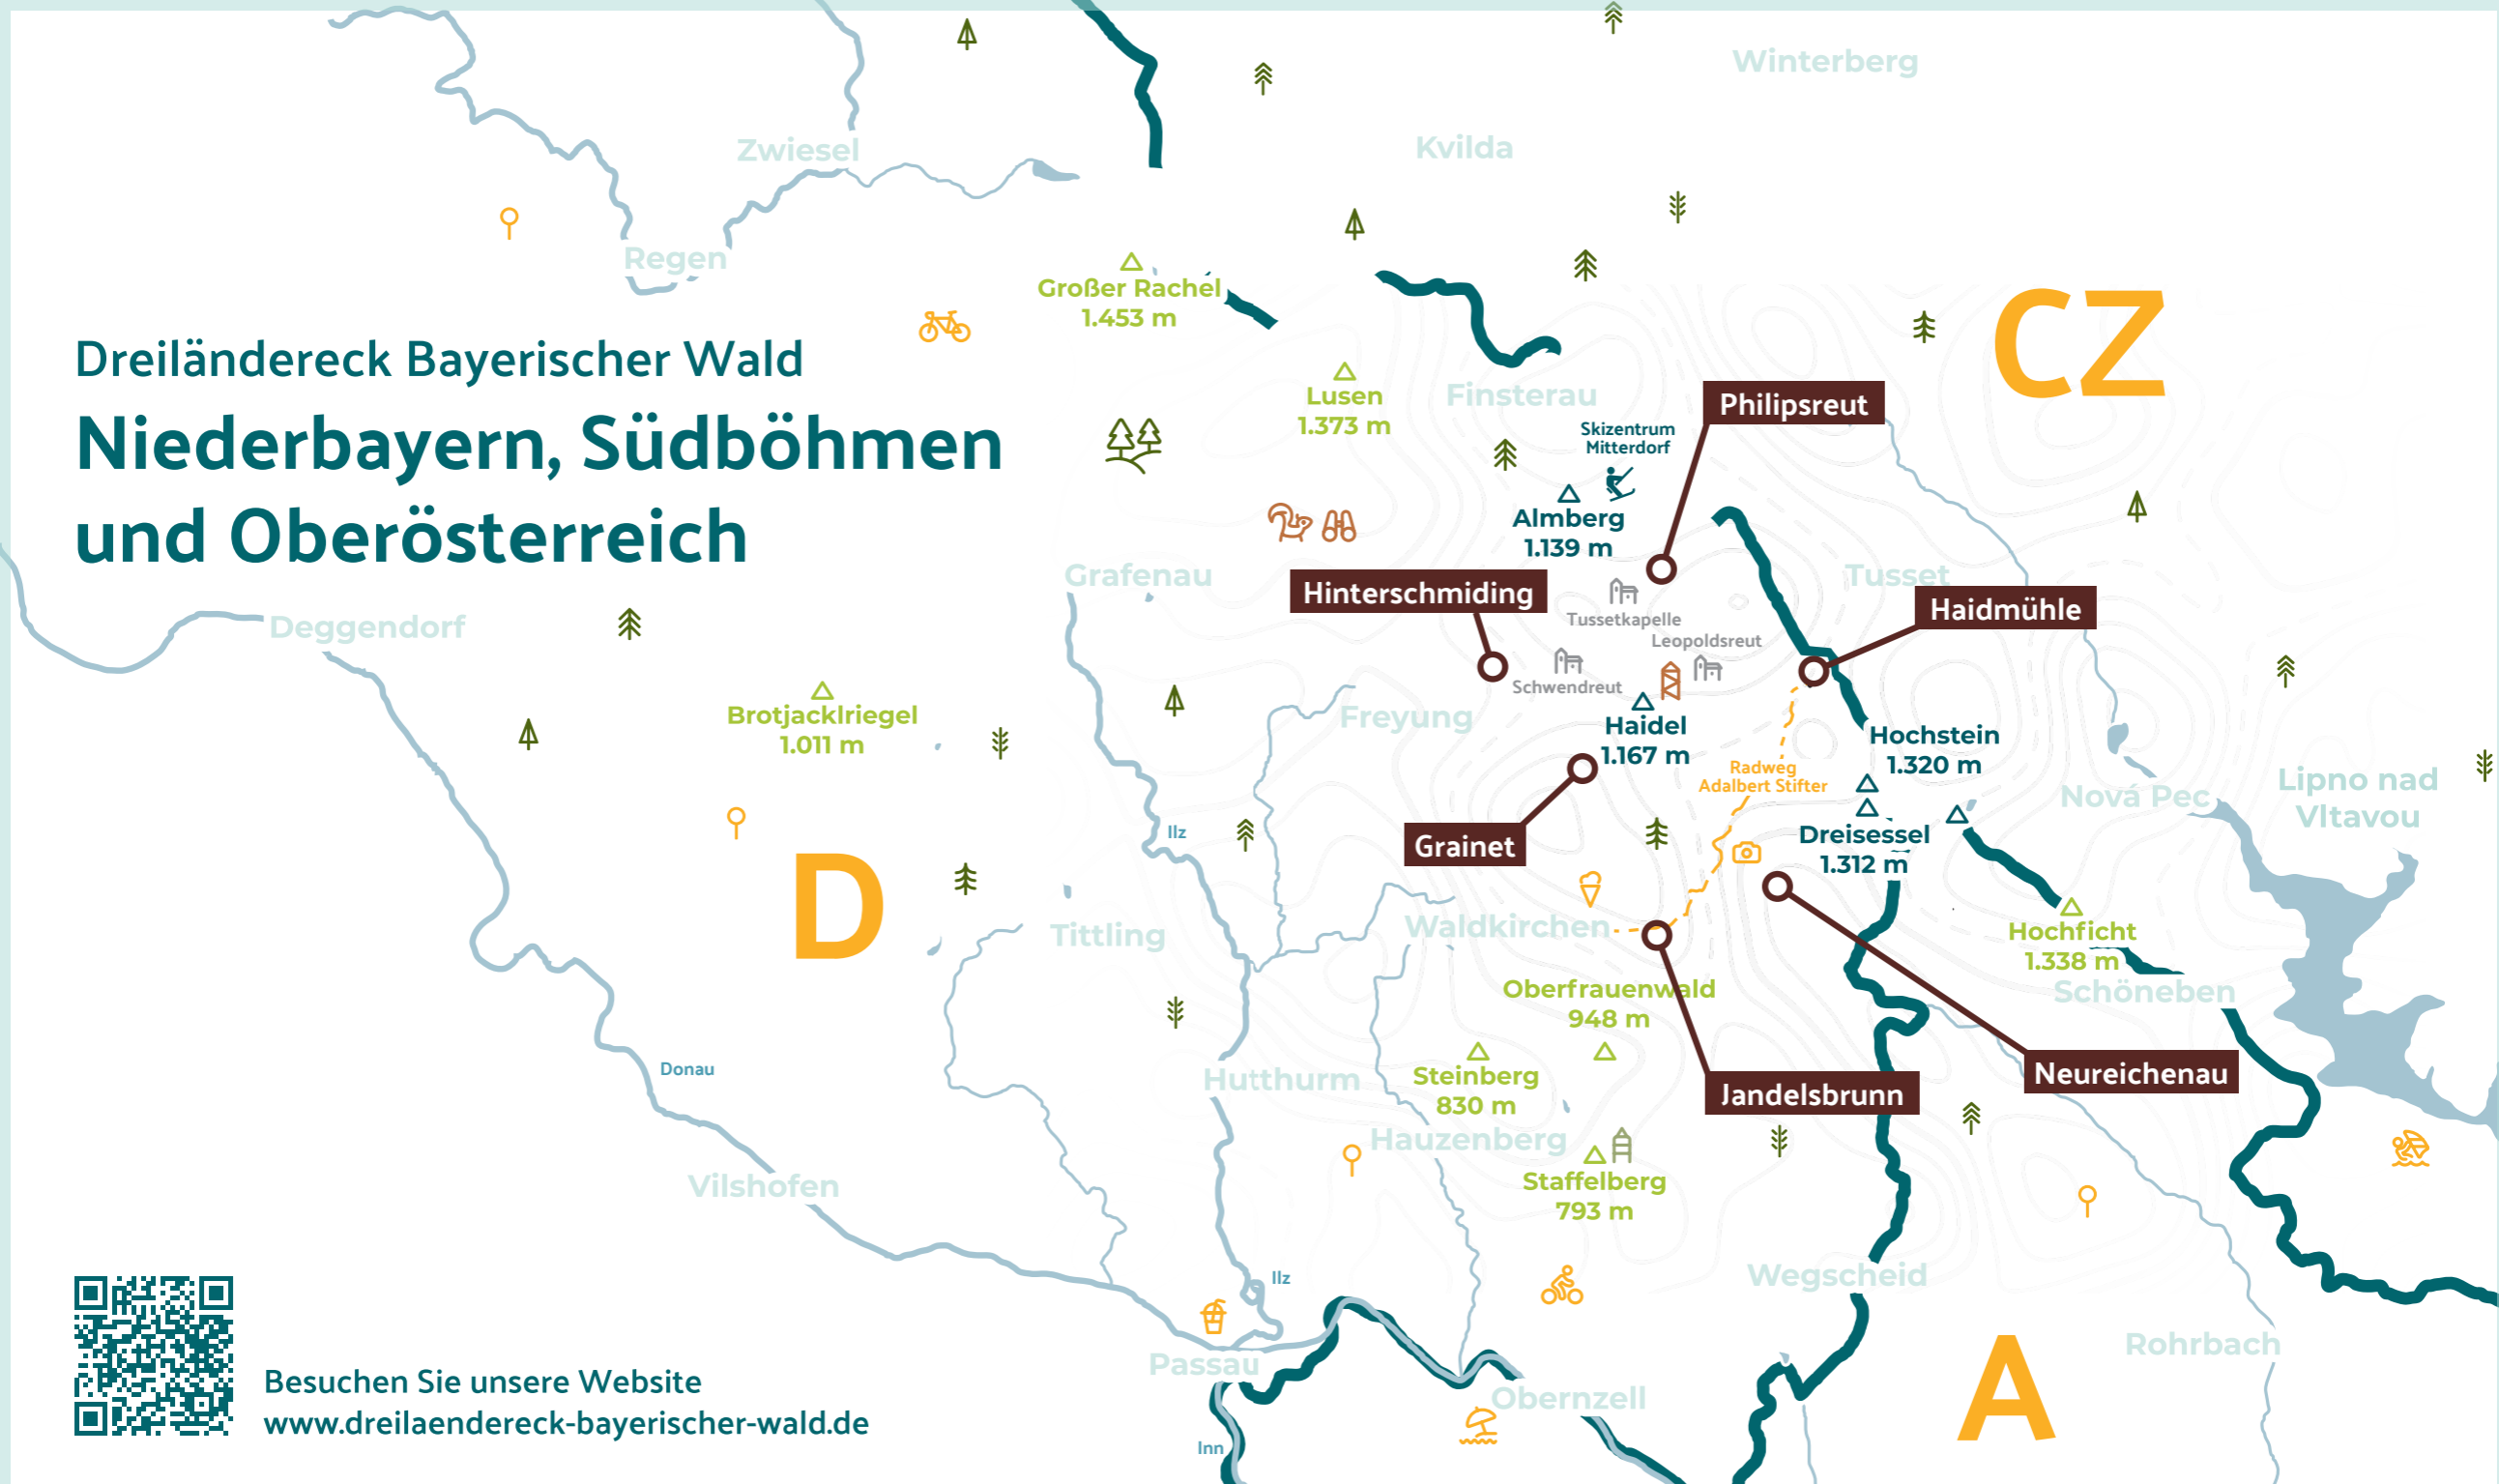 Winterberg
Kvilda
Zwiesel
Regen
Großer Rachel
1.453 m
CZ
Dreiländereck Bayerischer Wald
Niederbayern, Südböhmen
und Oberösterreich
Lusen
1.373 m
Finsterau
Philipsreut
Skizentrum
Mitterdorf
Almberg
1.139 m
Grafenau
Tusset
Hinterschmiding
Haidmühle
Tussetkapelle
Leopoldsreut
Schwendreut
Deggendorf
Brotjacklriegel
1.011 m
Freyung
Haidel
1.167 m
Hochstein
1.320 m
Radweg
Adalbert Stifter
Nová Pec
Lipno nad
Vltavou
Ilz
Grainet
Dreisessel
1.312 m
D
Tittling
Waldkirchen
Hochficht
1.338 m
Oberfrauenwald
948 m
Schöneben
Donau
Hutthurm
Steinberg
830 m
Neureichenau
Jandelsbrunn
Hauzenberg
Staffelberg
793 m
Vilshofen
Ilz
Wegscheid
Passau
Rohrbach
Obernzell
A
Inn
Besuchen Sie unsere Website
www.dreilaendereck-bayerischer-wald.de